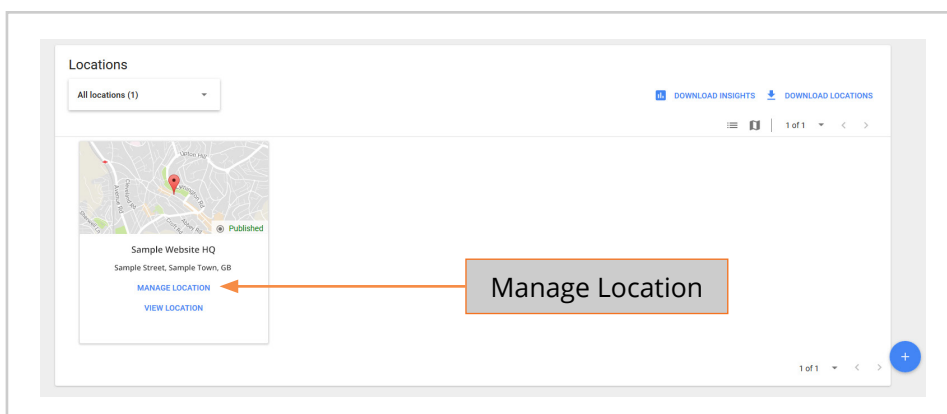 Locations
All locations (1)
DOWNLOAD INSIGHTS DOWNLOAD LOCATIONS
1 of 1
Published
Sample Website HQ
Sample Street, Sample Town, GB
MANAGE LOCATION
VIEW LOCATION
Manage Location
1 of 1